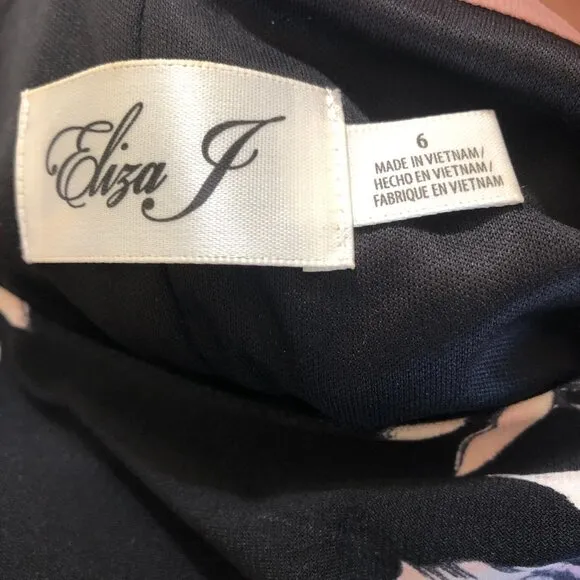 Eliza J
6
MADE IN VIETNAM/
HECHO EN VIETNAM/
FABRIQUE EN VIETNAM